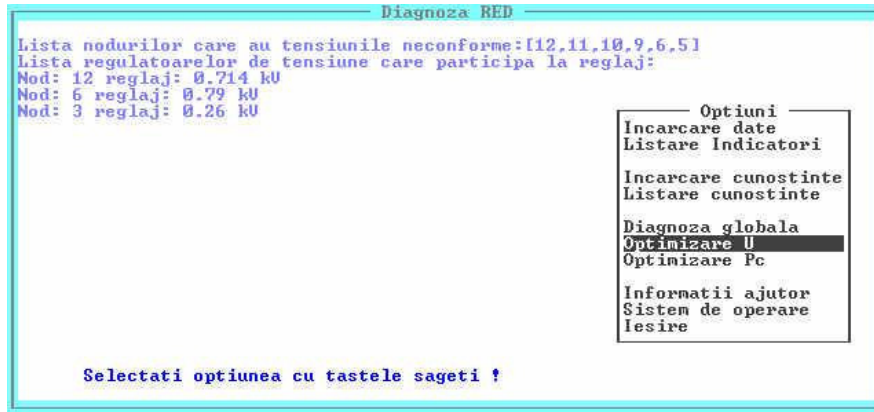 Diagnoza RED
Lista nodurilor care au tensiunile neconforme:[12,11,10,9,6,5]
Lista regulatoarelor de tensiune care participa la reglaj:
Nod: 12 reglaj: 0.714 kV
Nod: 6 reglaj: 0.79 kV
Nod: 3 reglaj: 0.26 kV
Optiuni
Incarcare date
Listare Indicatori
Incarcare cunostinte
Listare cunostinte
Diagnoza globala
Optimizare U
Optimizare Pc
Informatii ajutor
Sistem de operare
Iesire
Selectati optiunea cu tastele sageti !